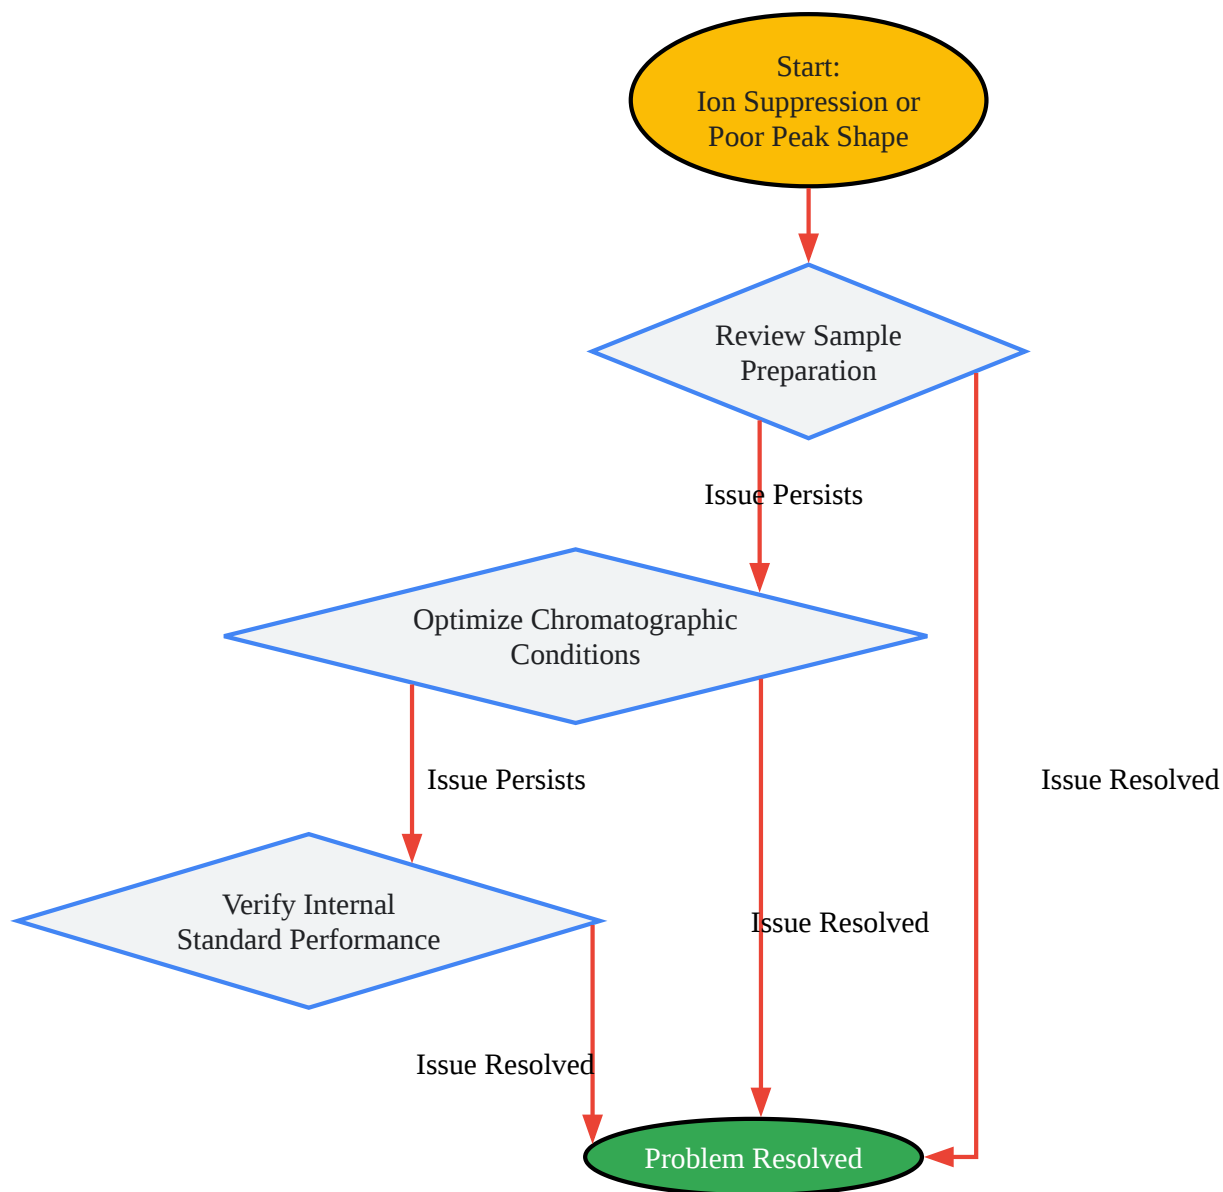 Start:
Ion Suppression or
Poor Peak Shape
Review Sample
Preparation
Issue Persists
Optimize Chromatographic
Conditions
Issue Persists
Issue Resolved
Verify Internal
Standard Performance
Issue Resolved
Issue Resolved
Problem Resolved